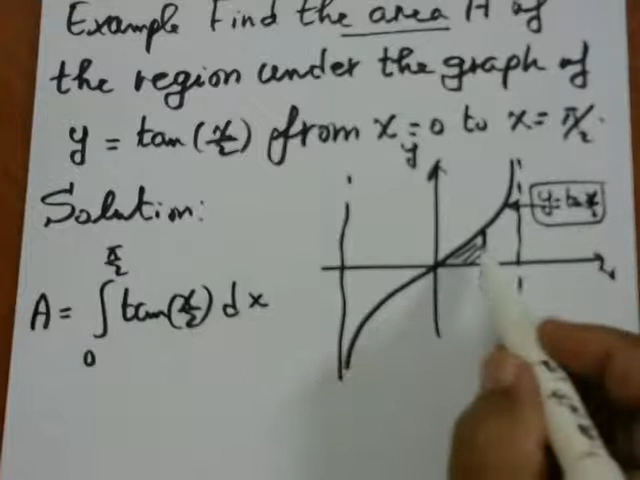 Example Find the area A of
the region under the graph of
y = tan(x/2) from x = 0 to x = π/2.
Solution:
A = ∫₀^{π/2} tan(x/2) dx
y
y = tan x/2
x